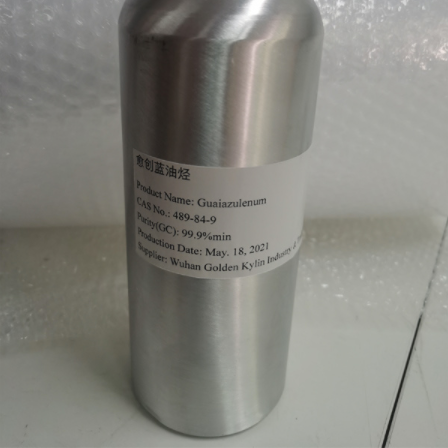 愈创蓝油烃
Product Name: Guaiazulenum
CAS No.: 489-84-9
Purity(GC): 99.9%min
Production Date: May. 18, 2021
Supplier: Wuhan Golden Kylin Industry &